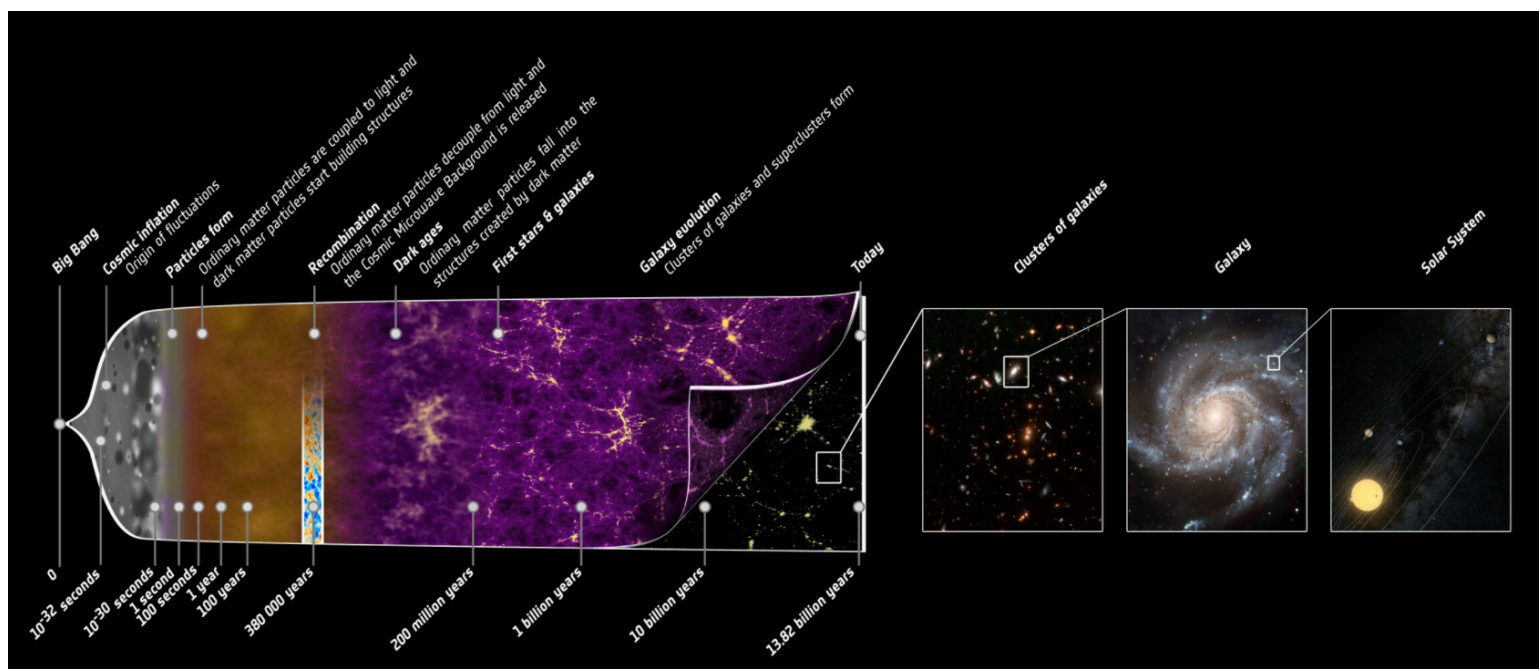 Big Bang
Cosmic inflation
Origin of fluctuations
Particles form
Ordinary matter particles are coupled to light and
dark matter particles start building structures
Recombination
Ordinary matter particles decouple from light and
the Cosmic Microwave Background is released
Dark ages
Ordinary matter particles fall into the
structures created by dark matter
First stars & galaxies
Galaxy evolution
Clusters of galaxies and superclusters form
Today
Clusters of galaxies
Galaxy
Solar System
0
10⁻³² seconds
10⁻³⁰ seconds
1 second
100 seconds
1 year
100 years
380 000 years
200 million years
1 billion years
10 billion years
13.82 billion years